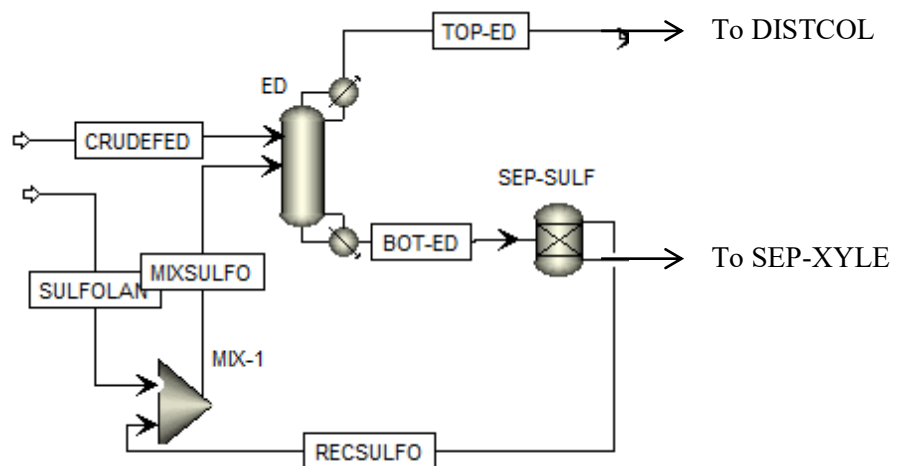 TOP-ED
To DISTCOL
ED
CRUDEFED
SEP-SULF
BOT-ED
To SEP-XYLE
MIXSULFO
SULFOLAN
MIX-1
RECSULFO